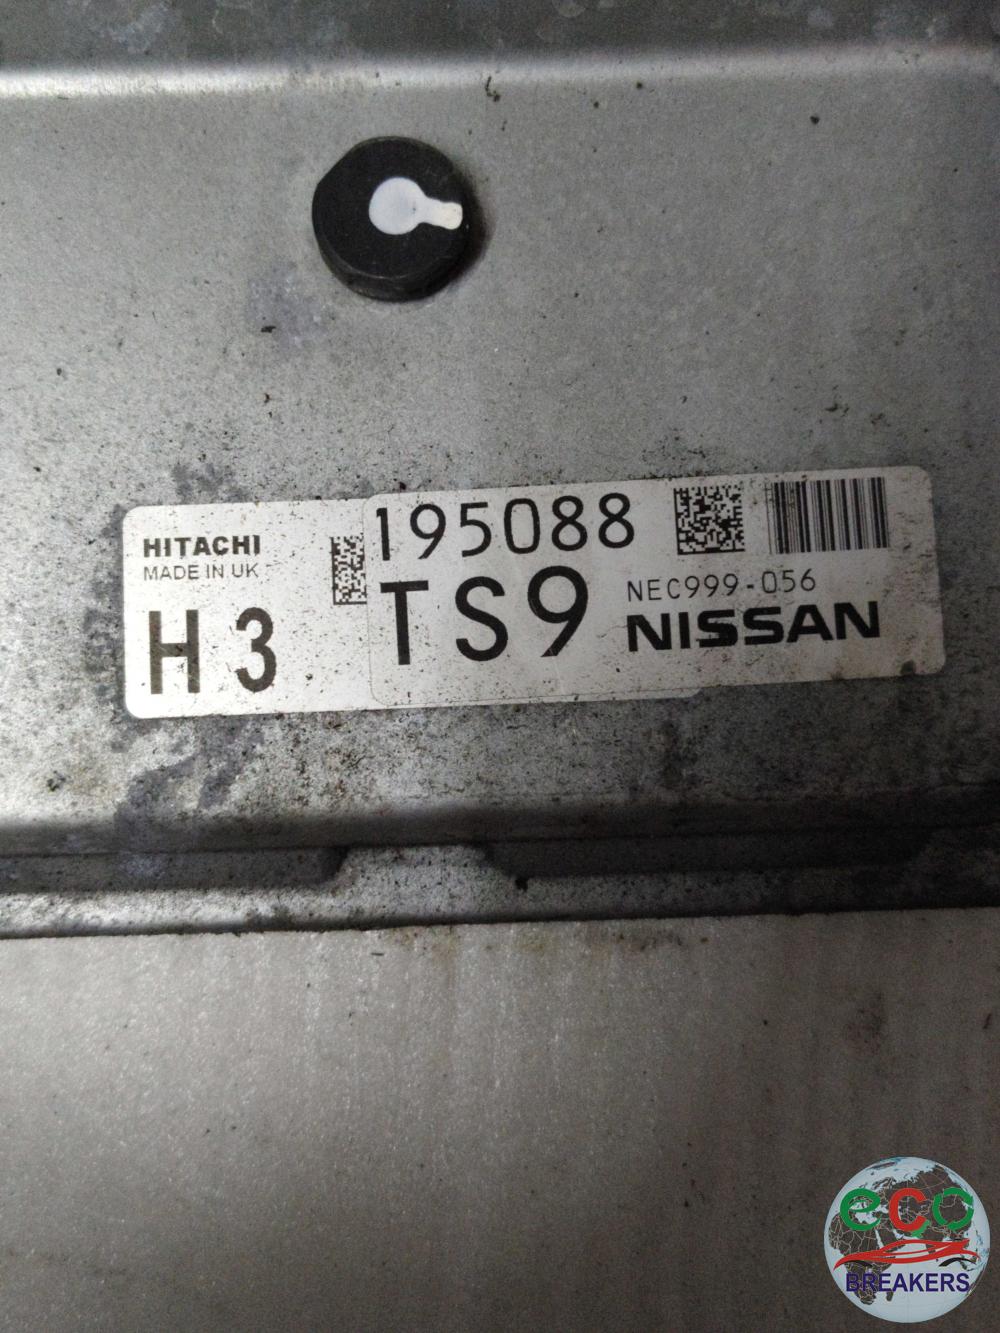 HITACHI
MADE IN UK
H3
195088
TS9
NEC999-056
NISSAN
eco
BREAKERS